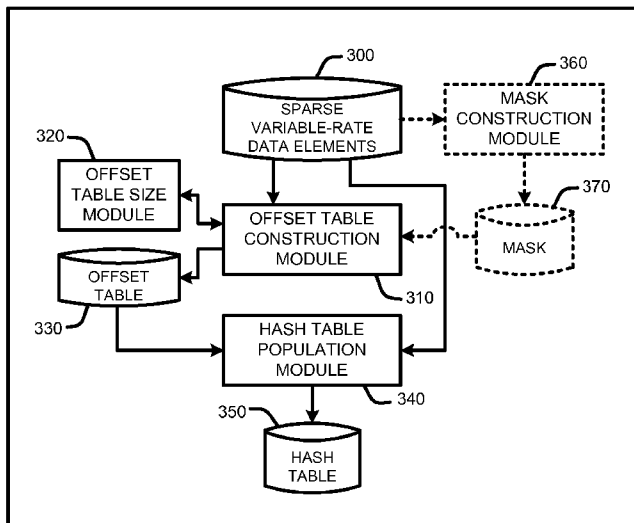 300
SPARSE
VARIABLE-RATE
DATA ELEMENTS
360
MASK
CONSTRUCTION
MODULE
320
OFFSET
TABLE SIZE
MODULE
OFFSET TABLE
CONSTRUCTION
MODULE
310
370
MASK
OFFSET
TABLE
330
HASH TABLE
POPULATION
MODULE
340
350
HASH
TABLE